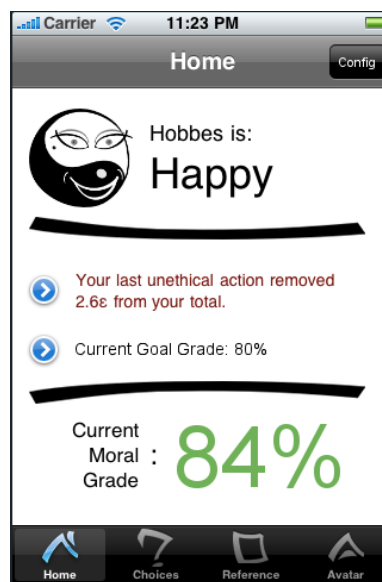 Carrier 11:23 PM
Home
Config
Hobbes is:
Happy
Your last unethical action removed
2.6ε from your total.
Current Goal Grade: 80%
Current
Moral :
Grade
84%
Home Choices Reference Avatar